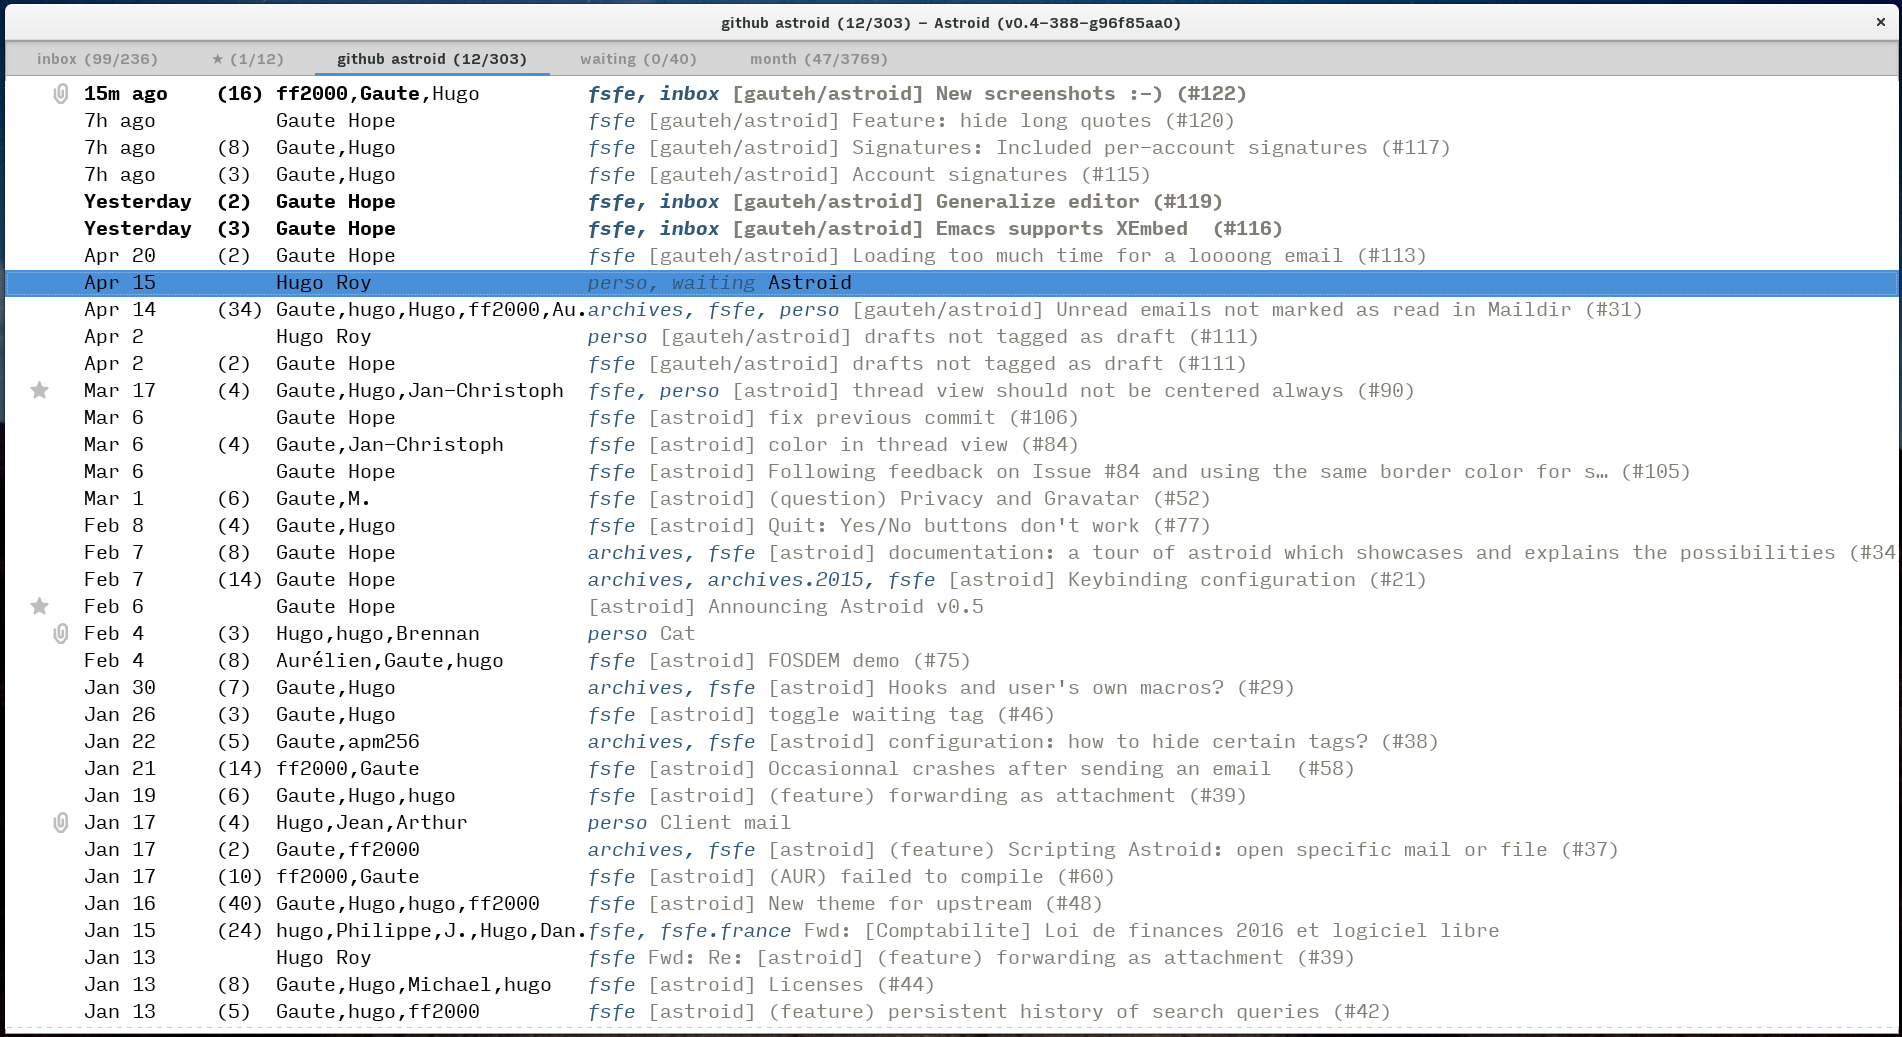 github astroid (12/303) – Astroid (v0.4-388-g96f85aa0) ×
inbox (99/236) ★ (1/12) github astroid (12/303) waiting (0/40) month (47/3769)
15m ago (16) ff2000,Gaute,Hugo fsfe, inbox [gauteh/astroid] New screenshots :-) (#122)
7h ago Gaute Hope fsfe [gauteh/astroid] Feature: hide long quotes (#120)
7h ago (8) Gaute,Hugo fsfe [gauteh/astroid] Signatures: Included per-account signatures (#117)
7h ago (3) Gaute,Hugo fsfe [gauteh/astroid] Account signatures (#115)
Yesterday (2) Gaute Hope fsfe, inbox [gauteh/astroid] Generalize editor (#119)
Yesterday (3) Gaute Hope fsfe, inbox [gauteh/astroid] Emacs supports XEmbed  (#116)
Apr 20 (2) Gaute Hope fsfe [gauteh/astroid] Loading too much time for a loooong email (#113)
Apr 15 Hugo Roy perso, waiting Astroid
Apr 14 (34) Gaute,hugo,Hugo,ff2000,Au. archives, fsfe, perso [gauteh/astroid] Unread emails not marked as read in Maildir (#31)
Apr 2 Hugo Roy perso [gauteh/astroid] drafts not tagged as draft (#111)
Apr 2 (2) Gaute Hope fsfe [gauteh/astroid] drafts not tagged as draft (#111)
★ Mar 17 (4) Gaute,Hugo,Jan-Christoph fsfe, perso [astroid] thread view should not be centered always (#90)
Mar 6 Gaute Hope fsfe [astroid] fix previous commit (#106)
Mar 6 (4) Gaute,Jan-Christoph fsfe [astroid] color in thread view (#84)
Mar 6 Gaute Hope fsfe [astroid] Following feedback on Issue #84 and using the same border color for s… (#105)
Mar 1 (6) Gaute,M. fsfe [astroid] (question) Privacy and Gravatar (#52)
Feb 8 (4) Gaute,Hugo fsfe [astroid] Quit: Yes/No buttons don't work (#77)
Feb 7 (8) Gaute Hope archives, fsfe [astroid] documentation: a tour of astroid which showcases and explains the possibilities (#34
Feb 7 (14) Gaute Hope archives, archives.2015, fsfe [astroid] Keybinding configuration (#21)
★ Feb 6 Gaute Hope [astroid] Announcing Astroid v0.5
Feb 4 (3) Hugo,hugo,Brennan perso Cat
Feb 4 (8) Aurélien,Gaute,hugo fsfe [astroid] FOSDEM demo (#75)
Jan 30 (7) Gaute,Hugo archives, fsfe [astroid] Hooks and user's own macros? (#29)
Jan 26 (3) Gaute,Hugo fsfe [astroid] toggle waiting tag (#46)
Jan 22 (5) Gaute,apm256 archives, fsfe [astroid] configuration: how to hide certain tags? (#38)
Jan 21 (14) ff2000,Gaute fsfe [astroid] Occasionnal crashes after sending an email  (#58)
Jan 19 (6) Gaute,Hugo,hugo fsfe [astroid] (feature) forwarding as attachment (#39)
Jan 17 (4) Hugo,Jean,Arthur perso Client mail
Jan 17 (2) Gaute,ff2000 archives, fsfe [astroid] (feature) Scripting Astroid: open specific mail or file (#37)
Jan 17 (10) ff2000,Gaute fsfe [astroid] (AUR) failed to compile (#60)
Jan 16 (40) Gaute,Hugo,hugo,ff2000 fsfe [astroid] New theme for upstream (#48)
Jan 15 (24) hugo,Philippe,J.,Hugo,Dan. fsfe, fsfe.france Fwd: [Comptabilite] Loi de finances 2016 et logiciel libre
Jan 13 Hugo Roy fsfe Fwd: Re: [astroid] (feature) forwarding as attachment (#39)
Jan 13 (8) Gaute,Hugo,Michael,hugo fsfe [astroid] Licenses (#44)
Jan 13 (5) Gaute,hugo,ff2000 fsfe [astroid] (feature) persistent history of search queries (#42)